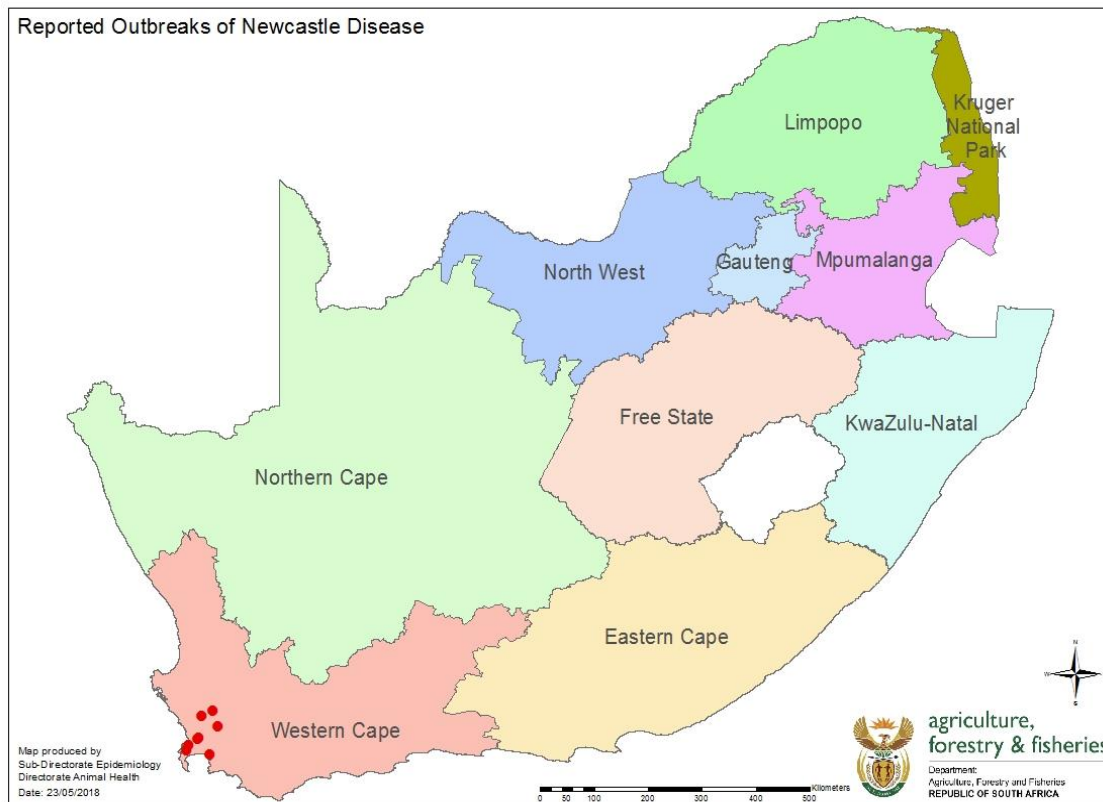 Reported Outbreaks of Newcastle Disease
Limpopo
Kruger
National
Park
North West
Gauteng
Mpumalanga
Free State
KwaZulu-Natal
Northern Cape
Eastern Cape
Western Cape
N
W
E
S
Map produced by
Sub-Directorate Epidemiology
Directorate Animal Health
Date: 23/05/2018
Kilometers
0 50 100 200 300 400 500
agriculture,
forestry & fisheries
Department:
Agriculture, Forestry and Fisheries
REPUBLIC OF SOUTH AFRICA